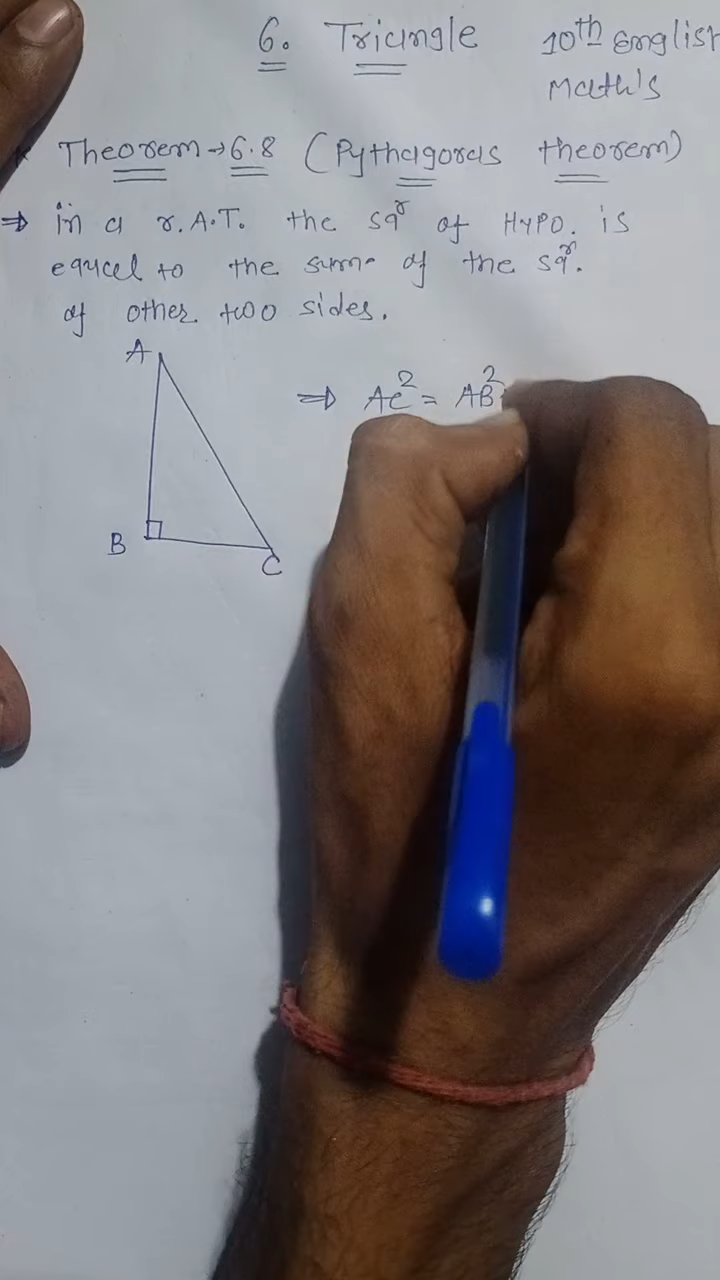 6. Triangle 10th English
Math's
Theorem → 6.8 (Pythagoras theorem)
⇒ in a r.A.T. the sqʳ of HYPO. is
equal to the sum of the sqʳ.
of other two sides.
A
⇒ AC² = AB²
B
C